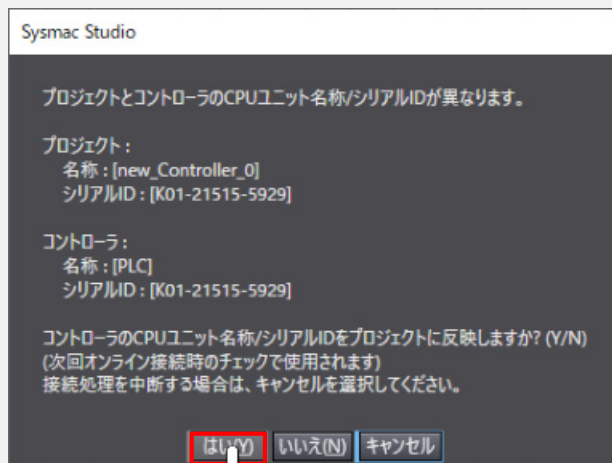 Sysmac Studio
プロジェクトとコントローラのCPUユニット名称/シリアルIDが異なります。
プロジェクト :
名称 : [new_Controller_0]
シリアルID : [K01-21515-5929]
コントローラ :
名称 : [PLC]
シリアルID : [K01-21515-5929]
コントローラのCPUユニット名称/シリアルIDをプロジェクトに反映しますか? (Y/N)
(次回オンライン接続時のチェックで使用されます)
接続処理を中断する場合は、キャンセルを選択してください。
はい(Y) いいえ(N) キャンセル